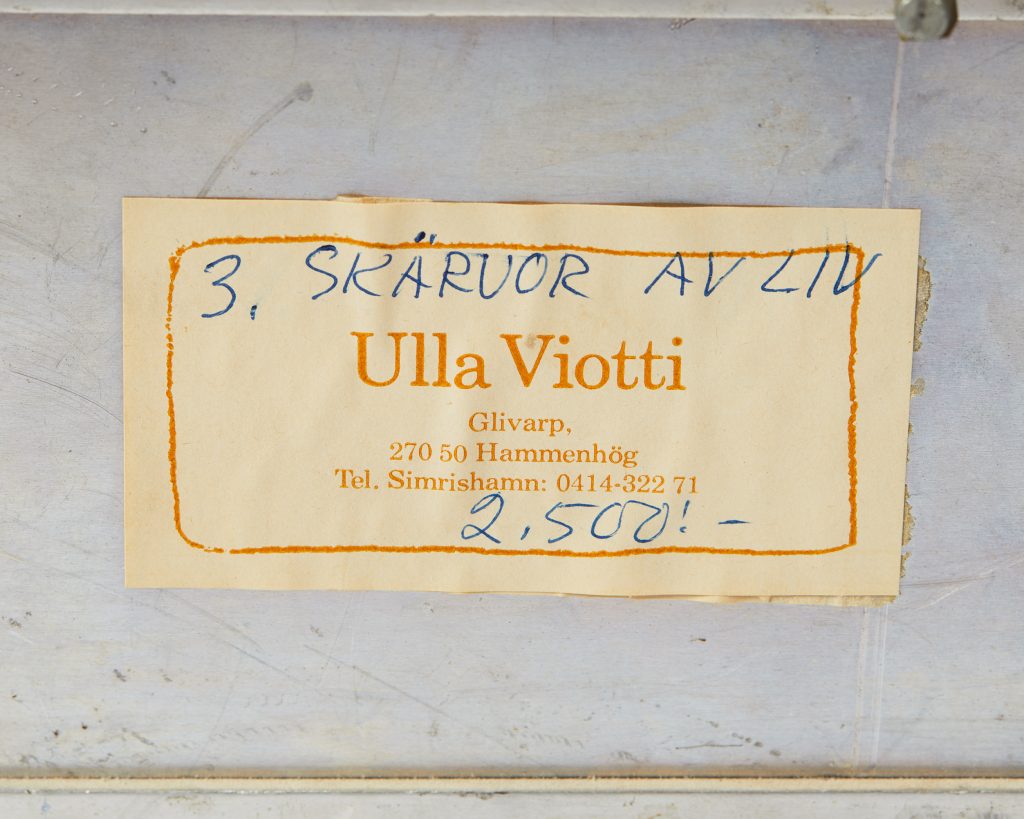 3. SKÄRVOR AV LIV
Ulla Viotti
Glivarp,
270 50 Hammenhög
Tel. Simrishamn: 0414-322 71
2.500:-